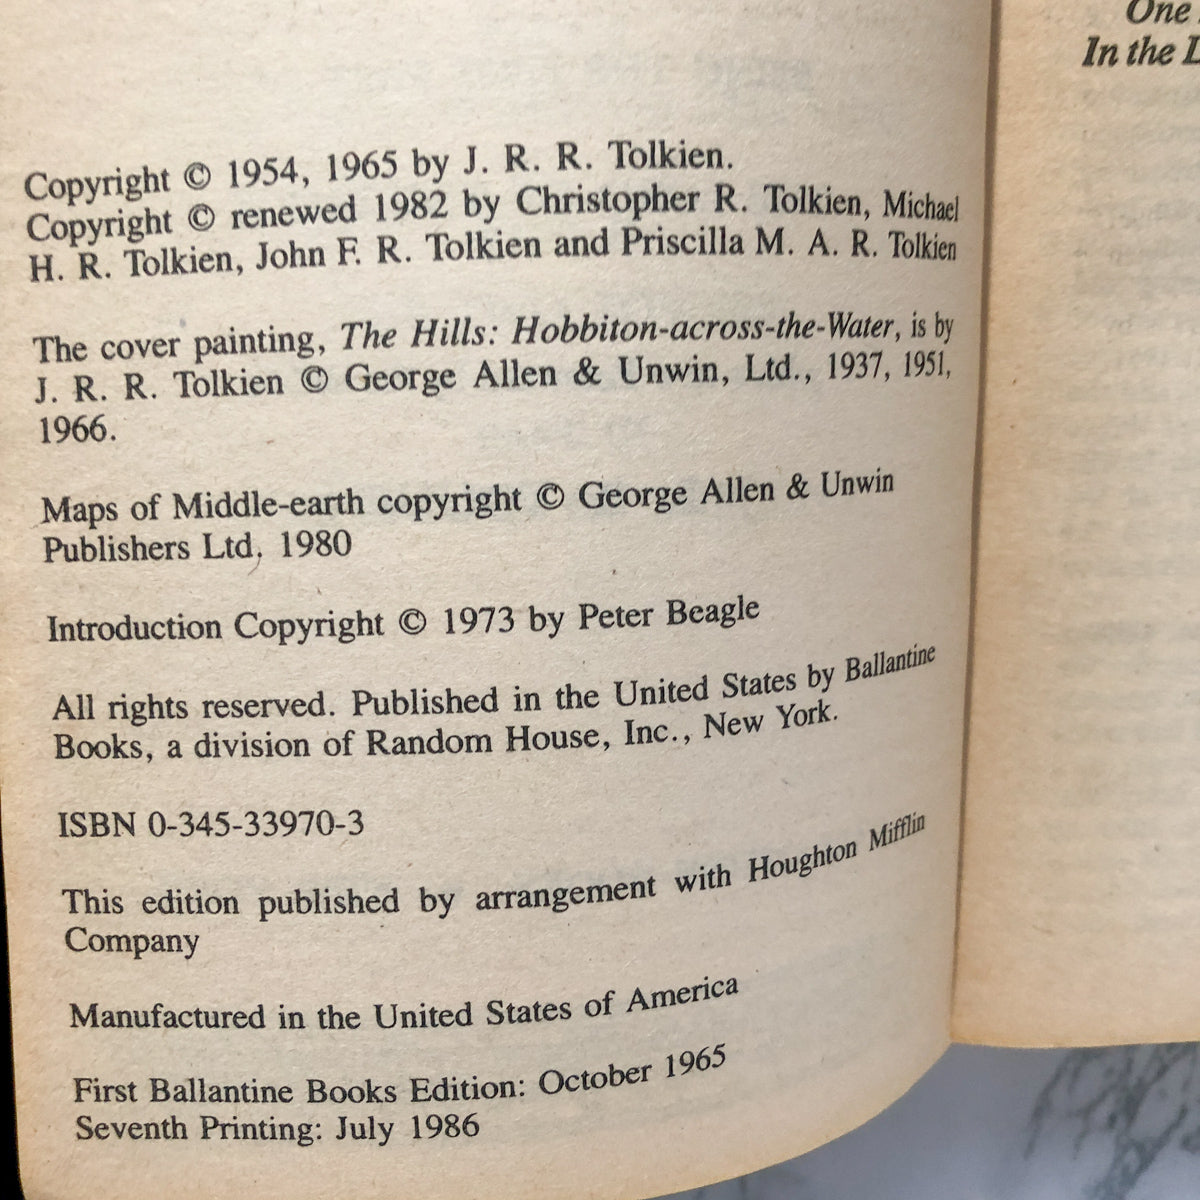 Copyright © 1954, 1965 by J. R. R. Tolkien.
Copyright © renewed 1982 by Christopher R. Tolkien, Michael
H. R. Tolkien, John F. R. Tolkien and Priscilla M. A. R. Tolkien
The cover painting, The Hills: Hobbiton-across-the-Water, is by
J. R. R. Tolkien © George Allen & Unwin, Ltd., 1937, 1951,
1966.
Maps of Middle-earth copyright © George Allen & Unwin
Publishers Ltd, 1980
Introduction Copyright © 1973 by Peter Beagle
All rights reserved. Published in the United States by Ballantine
Books, a division of Random House, Inc., New York.
ISBN 0-345-33970-3
This edition published by arrangement with Houghton Mifflin
Company
Manufactured in the United States of America
First Ballantine Books Edition: October 1965
Seventh Printing: July 1986
One
In the